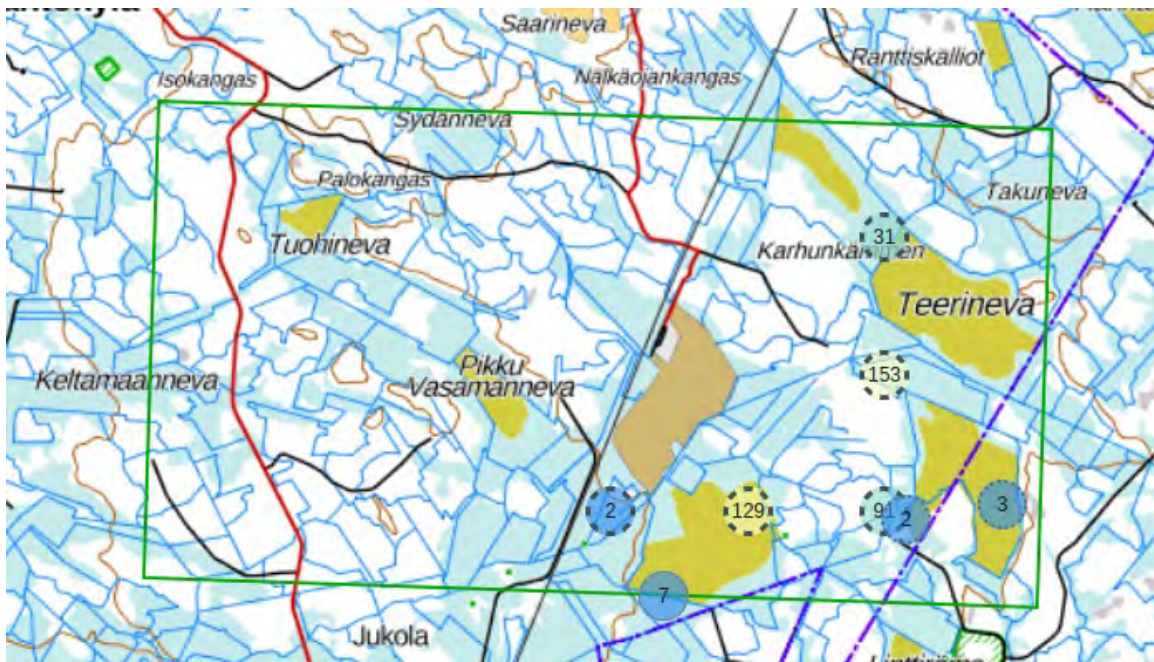 Saarineva
Ranttiskalliot
Isokangas
Nälkäojankangas
Sydänneva
Palokangas
Takuneva
31
Tuohineva
Teerineva
Pikku
Vasamanneva
153
Keltamaanneva
2
129
91
2
3
7
Jukola